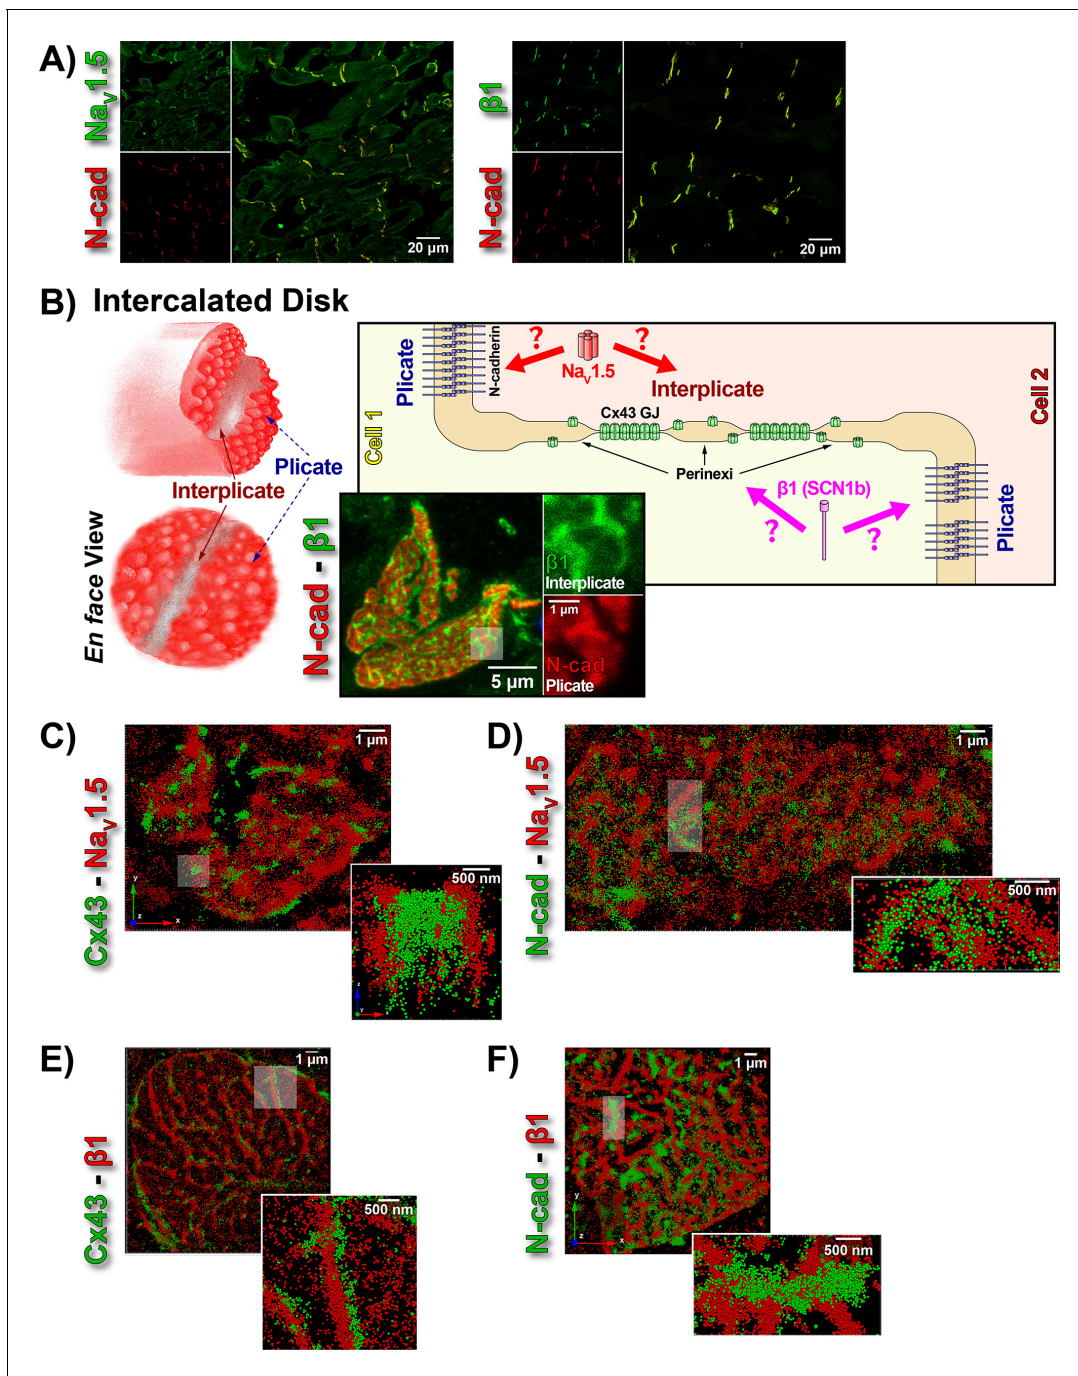 A)
Nav1.5
N-cad
20 µm
β1
N-cad
20 µm
B) Intercalated Disk
Plicate
Interplicate
En face View
Cell 1
Plicate
N-cadherin
?
?
Nav1.5
Interplicate
Cell 2
Cx43 GJ
Perinexi
β1 (SCN1b)
?
?
Plicate
N-cad - β1
5 µm
β1
Interplicate
1 µm
N-cad
Plicate
C)
Cx43 - Nav1.5
1 µm
y
z
x
500 nm
z
y
x
D)
N-cad - Nav1.5
1 µm
500 nm
E)
Cx43 - β1
1 µm
500 nm
F)
N-cad - β1
1 µm
y
z
x
500 nm